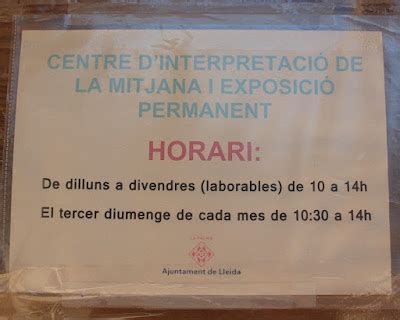 CENTRE D'INTERPRETACIÓ DE
LA MITJANA I EXPOSICIÓ
PERMANENT
HORARI:
De dilluns a divendres (laborables) de 10 a 14h
El tercer diumenge de cada mes de 10:30 a 14h
Ajuntament de Lleida